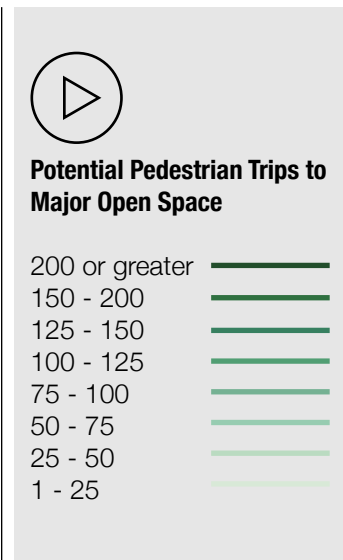 Potential Pedestrian Trips to
Major Open Space
200 or greater
150 - 200
125 - 150
100 - 125
75 - 100
50 - 75
25 - 50
1 - 25